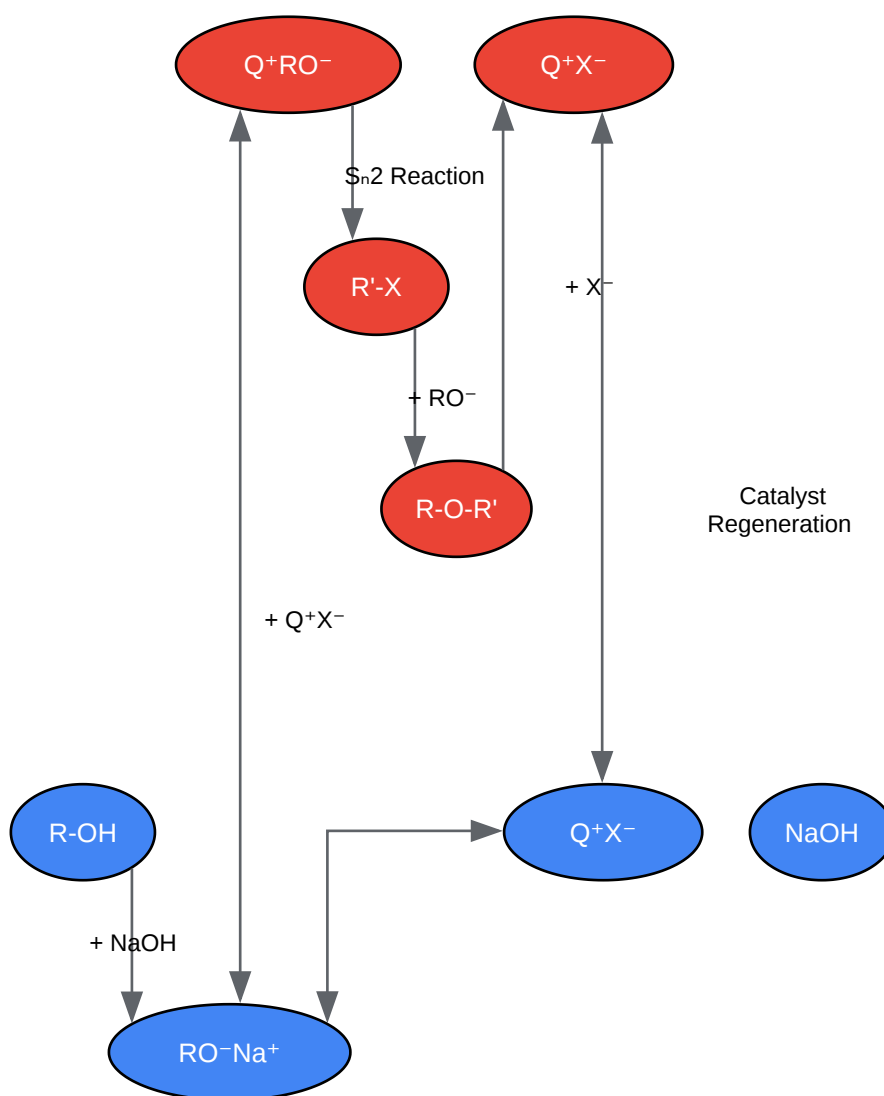 Q⁺RO⁻
Q⁺X⁻
Sₙ2 Reaction
R'-X
+ X⁻
+ RO⁻
R-O-R'
Catalyst
Regeneration
+ Q⁺X⁻
R-OH
Q⁺X⁻
NaOH
+ NaOH
RO⁻Na⁺